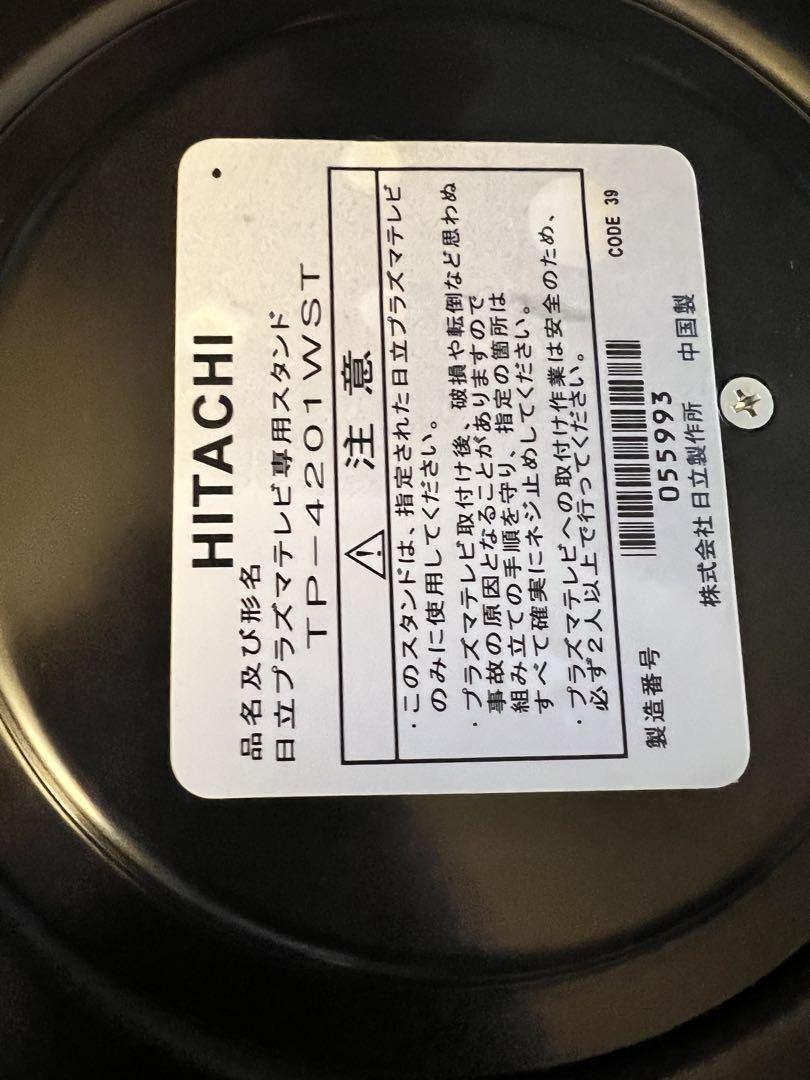 HITACHI
品名及び形名
日立プラズマテレビ専用スタンド
TP－4201WST
注 意
・このスタンドは、指定された日立プラズマテレビ
のみに使用してください。
・プラズマテレビ取付け後、破損や転倒など思わぬ
事故の原因となることがありますので
組み立ての手順を守り、指定の箇所は
すべて確実にネジ止めしてください。
・プラズマテレビへの取付け作業は安全のため、
必ず2人以上で行ってください。
CODE 39
製造番号
055993
株式会社 日立製作所 中国製